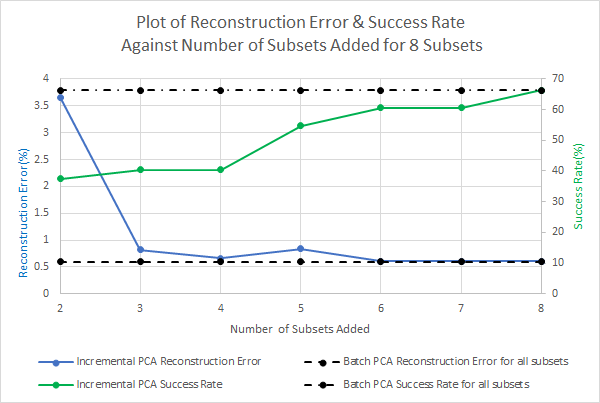 Plot of Reconstruction Error & Success Rate
Against Number of Subsets Added for 8 Subsets
4
3.5
3
2.5
2
1.5
1
0.5
0
Reconstruction Error(%)
70
60
50
40
30
20
10
0
Success Rate(%)
2 3 4 5 6 7 8
Number of Subsets Added
Incremental PCA Reconstruction Error
Batch PCA Reconstruction Error for all subsets
Incremental PCA Success Rate
Batch PCA Success Rate for all subsets